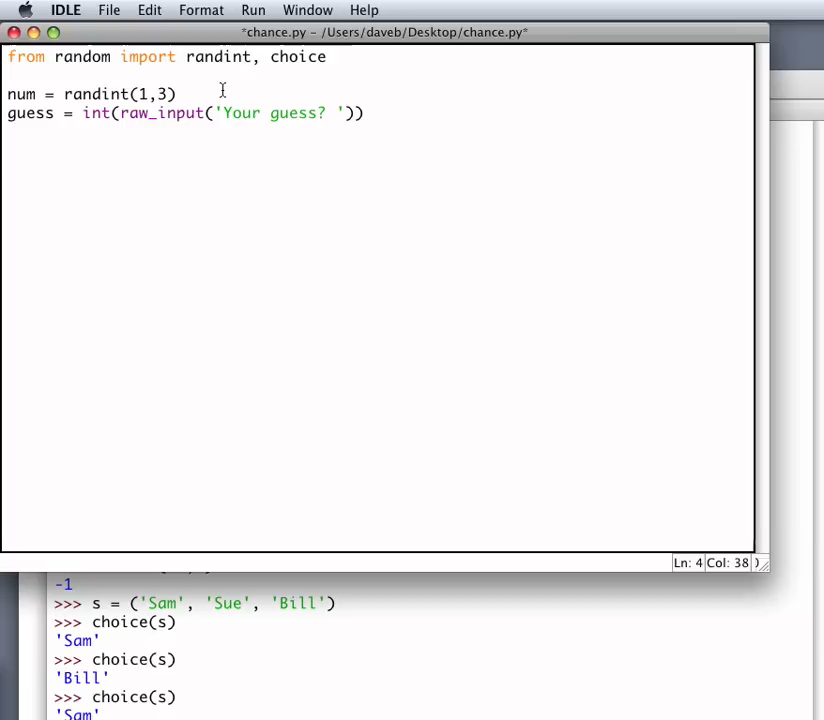 IDLE File Edit Format Run Window Help
*chance.py - /Users/daveb/Desktop/chance.py*
from random import randint, choice
num = randint(1,3)
guess = int(raw_input('Your guess? '))
Ln: 4 Col: 38
-1
>>> s = ('Sam', 'Sue', 'Bill')
>>> choice(s)
'Sam'
>>> choice(s)
'Bill'
>>> choice(s)
'Sam'